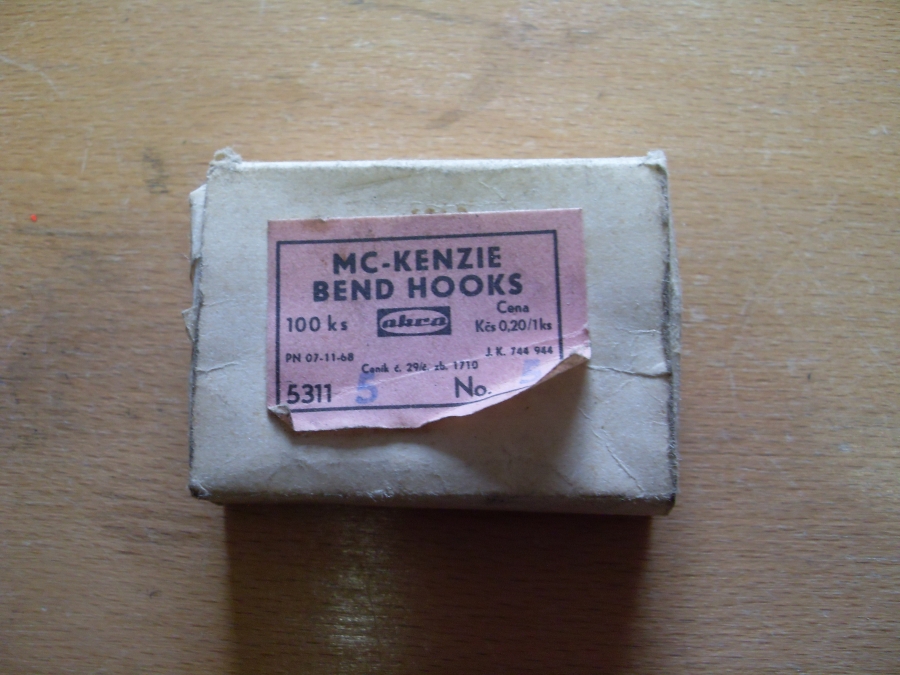 MC-KENZIE
BEND HOOKS
100 ks
akra
Cena
Kčs 0,20/1ks
PN 07-11-68
J. K. 744 944
Ceník č. 29/č. zb. 1710
5311 5
No. 5